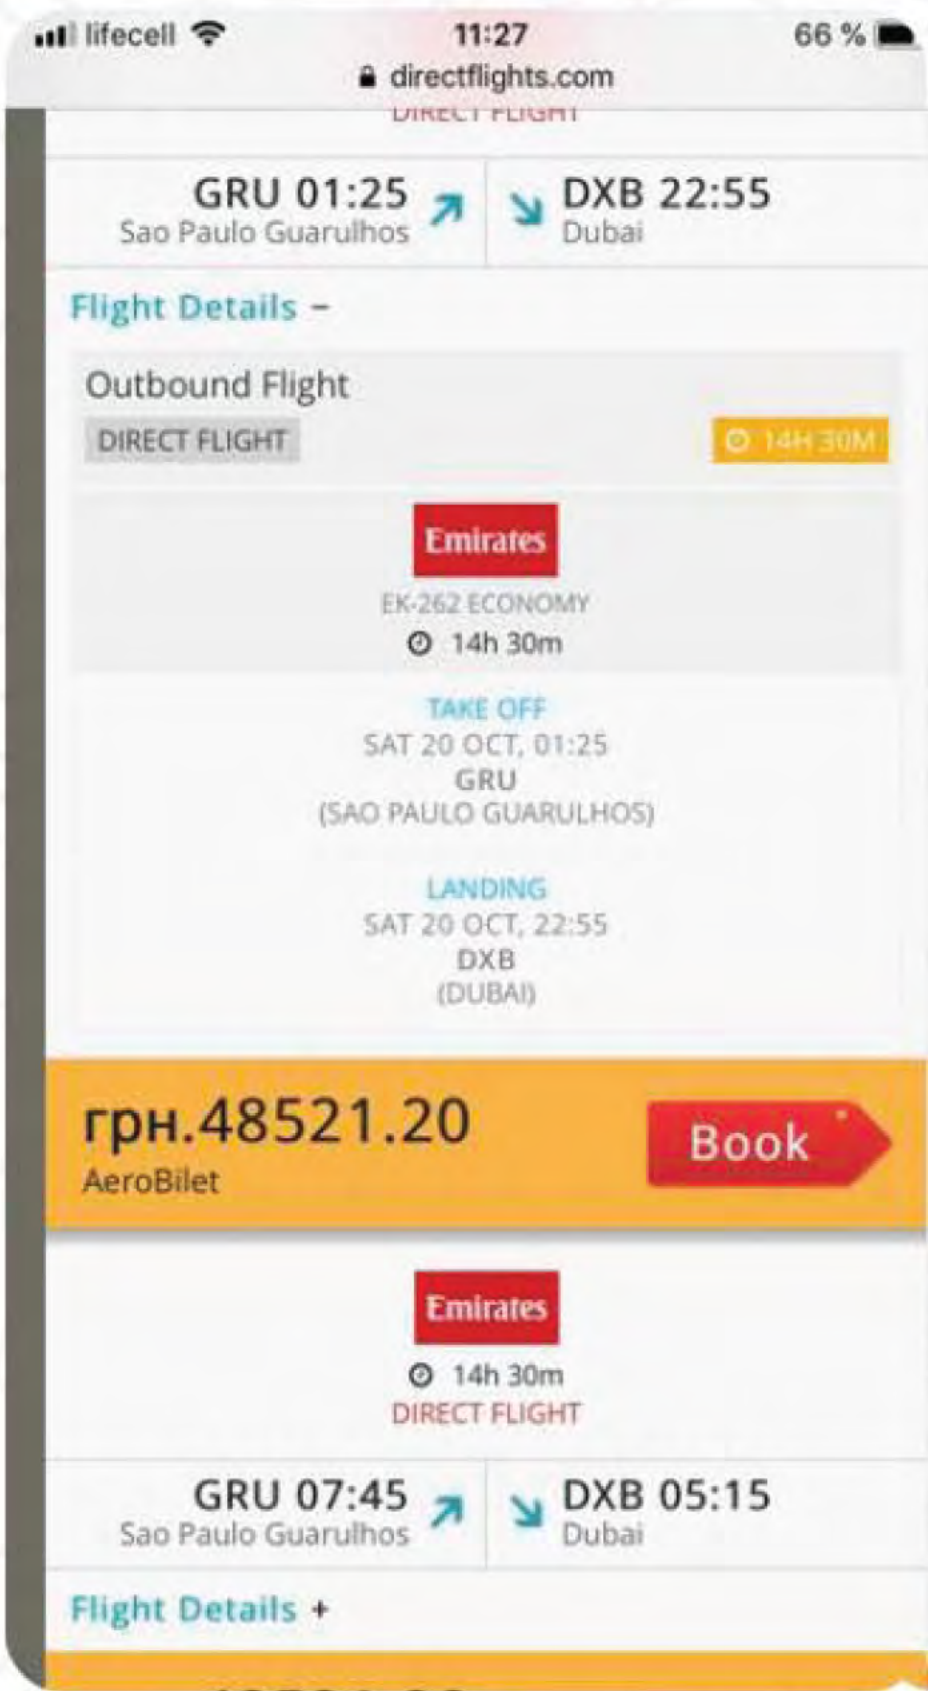 lifecell 11:27 66 %
directflights.com
DIRECT FLIGHT
GRU 01:25 DXB 22:55
Sao Paulo Guarulhos Dubai
Flight Details −
Outbound Flight
DIRECT FLIGHT 14H 30M
Emirates
EK-262 ECONOMY
14h 30m
TAKE OFF
SAT 20 OCT, 01:25
GRU
(SAO PAULO GUARULHOS)
LANDING
SAT 20 OCT, 22:55
DXB
(DUBAI)
грн.48521.20 Book
AeroBilet
Emirates
14h 30m
DIRECT FLIGHT
GRU 07:45 DXB 05:15
Sao Paulo Guarulhos Dubai
Flight Details +